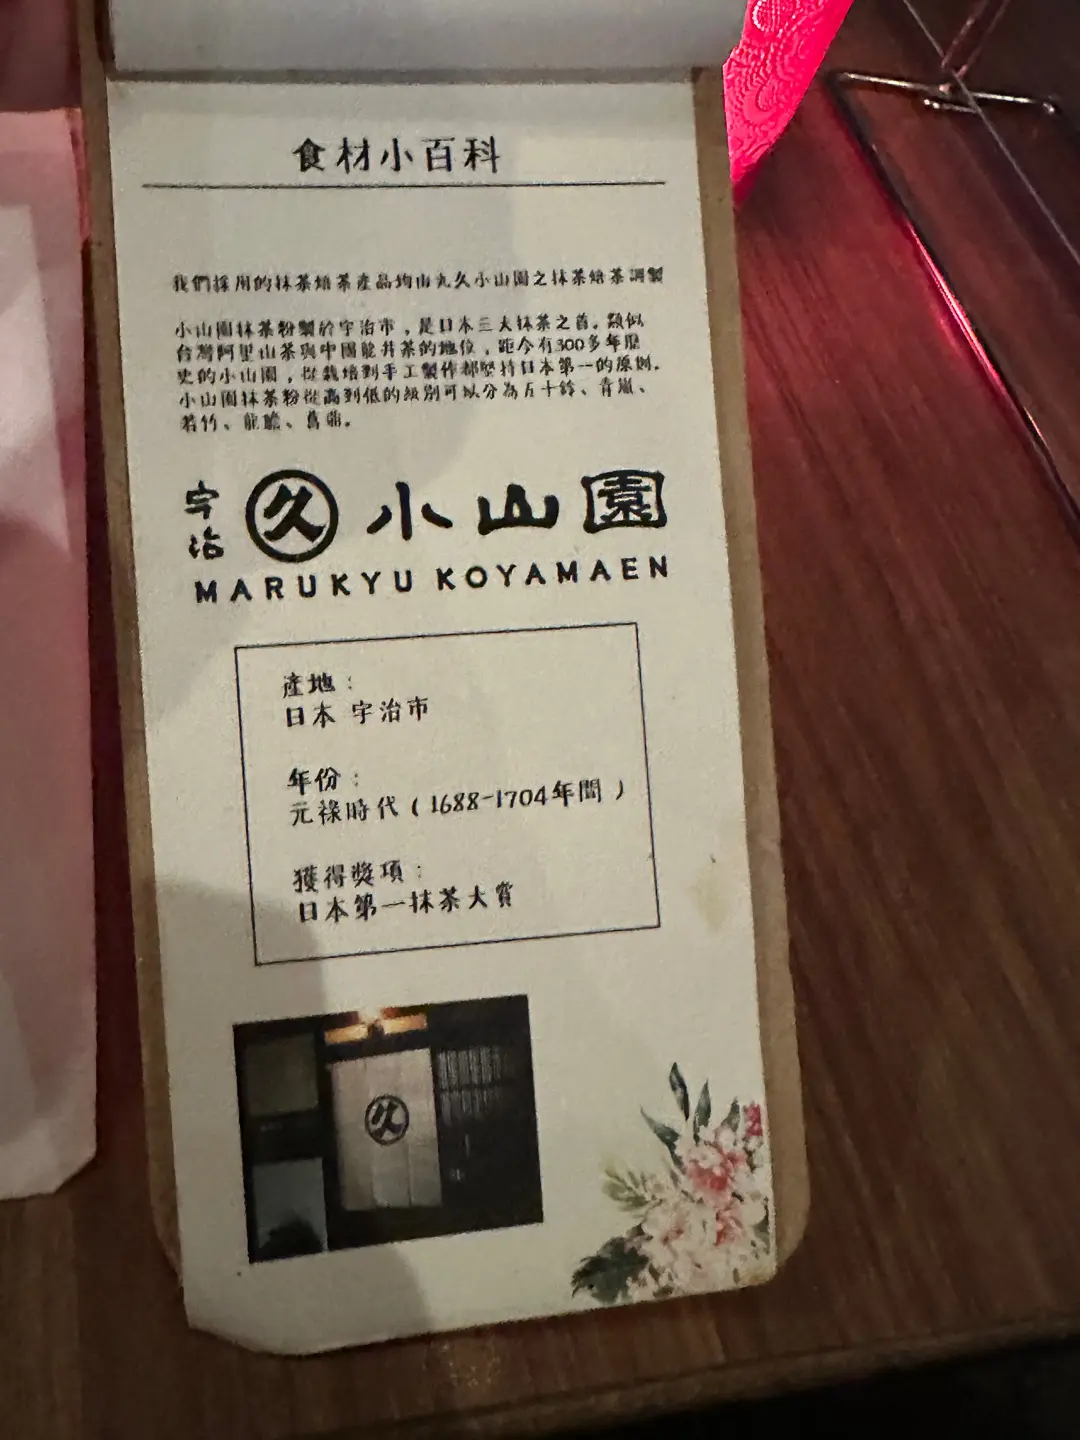 食材小百科
我們採用的抹茶焙茶產品均由丸久小山園之抹茶焙茶調製
小山園抹茶粉製於宇治市，是日本三大抹茶之首。類似
台灣阿里山茶與中國龍井茶的地位，距今有300多年歷
史的小山園，從栽培到手工製作都堅持日本第一的原則。
小山園抹茶粉從高到低的級別可以分為五十鈴、青嵐、
若竹、龍膽、舊鼎。
宇治 久 小山園
MARUKYU KOYAMAEN
產地：
日本 宇治市
年份：
元祿時代（1688-1704年間）
獲得獎項：
日本第一抹茶大賞
久